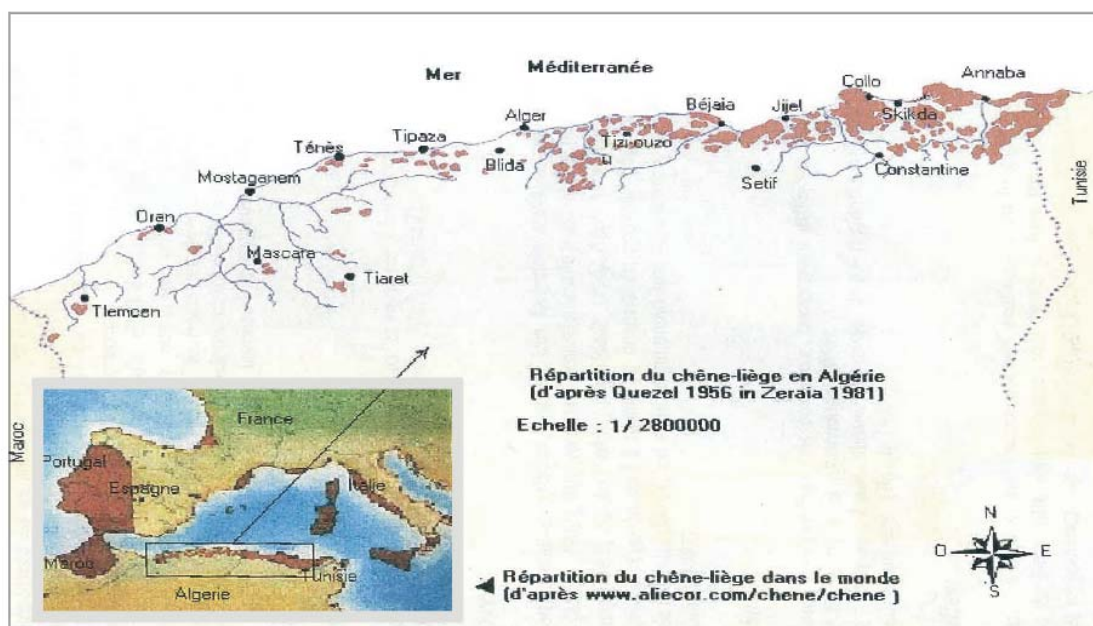 Mer Méditerranée
Collo
Annaba
Skikda
Jijel
Béjaia
Alger
Tizi ouzo
u
Tipaza
Blida
Ténès
Mostaganem
Setif
Constantine
Oran
Mascara
Tiaret
Tlemcen
Tunisie
Maroc
Répartition du chêne-liège en Algérie
(d'après Quezel 1956 in Zeraia 1981)
Echelle : 1/ 2800000
France
Portugal
Espagne
Italie
Maroc
Tunisie
Algerie
Répartition du chêne-liège dans le monde
(d'après www.aliecor.com/chene/chene )
N
O
E
S